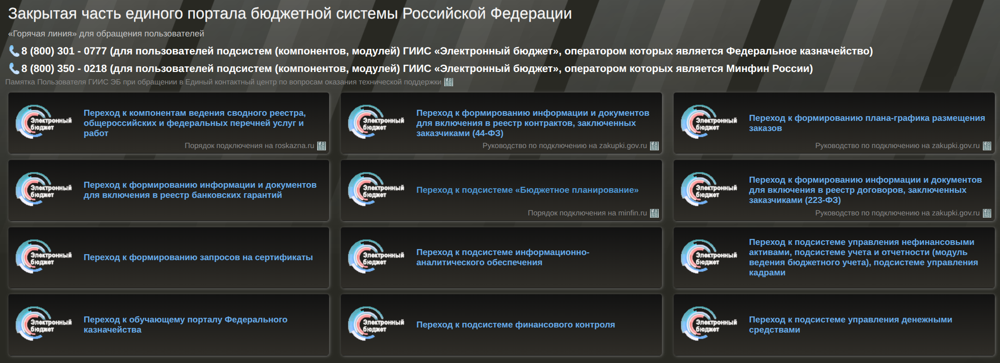 Закрытая часть единого портала бюджетной системы Российской Федерации
«Горячая линия» для обращения пользователей
8 (800) 301 - 0777 (для пользователей подсистем (компонентов, модулей) ГИИС «Электронный бюджет», оператором которых является Федеральное казначейство)
8 (800) 350 - 0218 (для пользователей подсистем (компонентов, модулей) ГИИС «Электронный бюджет», оператором которых является Минфин России)
Памятка Пользователя ГИИС ЭБ при обращении в Единый контактный центр по вопросам оказания технической поддержки
Электронный
бюджет
Переход к компонентам ведения сводного реестра,
общероссийских и федеральных перечней услуг и
работ
Порядок подключения на roskazna.ru
Электронный
бюджет
Переход к формированию информации и документов
для включения в реестр контрактов, заключенных
заказчиками (44-ФЗ)
Руководство по подключению на zakupki.gov.ru
Электронный
бюджет
Переход к формированию плана-графика размещения
заказов
Руководство по подключению на zakupki.gov.ru
Электронный
бюджет
Переход к формированию информации и документов
для включения в реестр банковских гарантий
Электронный
бюджет
Переход к подсистеме «Бюджетное планирование»
Порядок подключения на minfin.ru
Электронный
бюджет
Переход к формированию информации и документов
для включения в реестр договоров, заключенных
заказчиками (223-ФЗ)
Руководство по подключению на zakupki.gov.ru
Электронный
бюджет
Переход к формированию запросов на сертификаты
Электронный
бюджет
Переход к подсистеме информационно-
аналитического обеспечения
Электронный
бюджет
Переход к подсистеме управления нефинансовыми
активами, подсистеме учета и отчетности (модуль
ведения бюджетного учета), подсистеме управления
кадрами
Электронный
бюджет
Переход к обучающему порталу Федерального
казначейства
Электронный
бюджет
Переход к подсистеме финансового контроля
Электронный
бюджет
Переход к подсистеме управления денежными
средствами